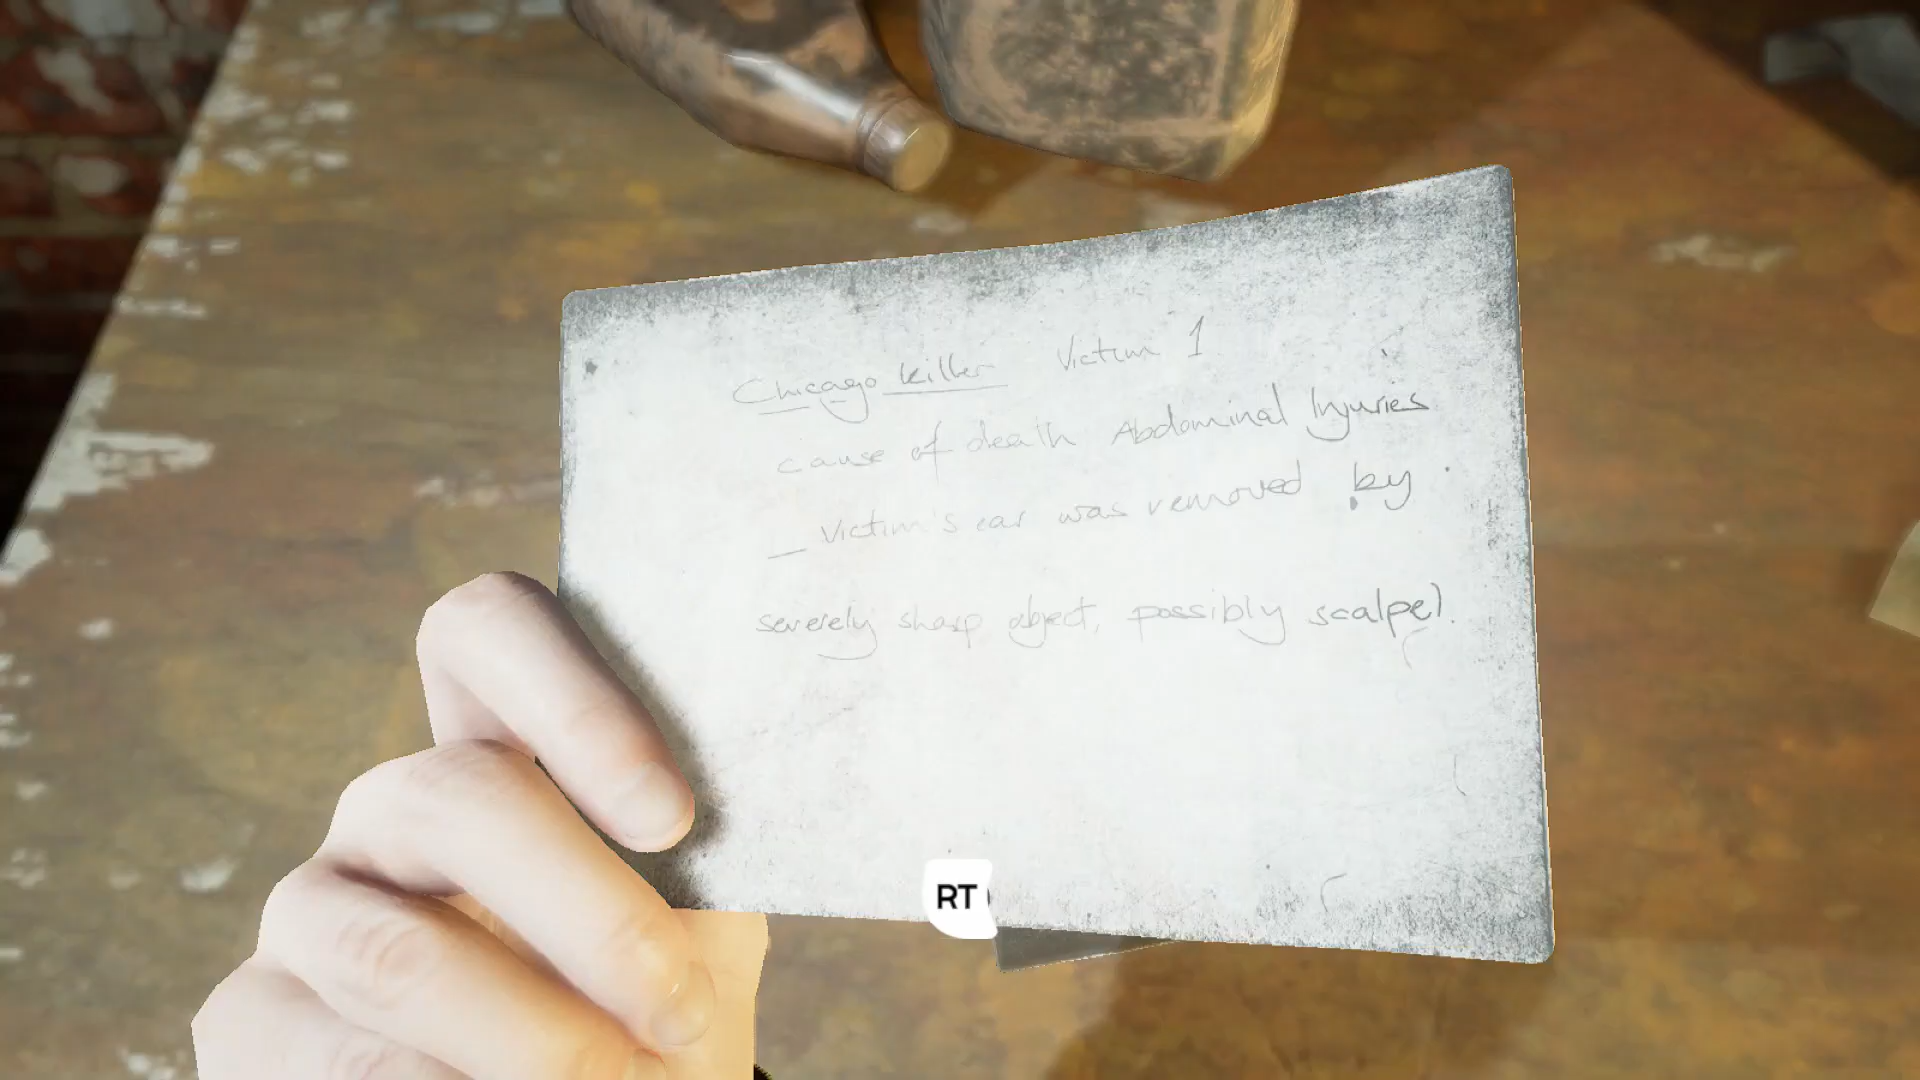 Chicago killer Victim 1
cause of death Abdominal Injuries
_ Victim's ear was removed by
severely sharp object, possibly scalpel.
RT